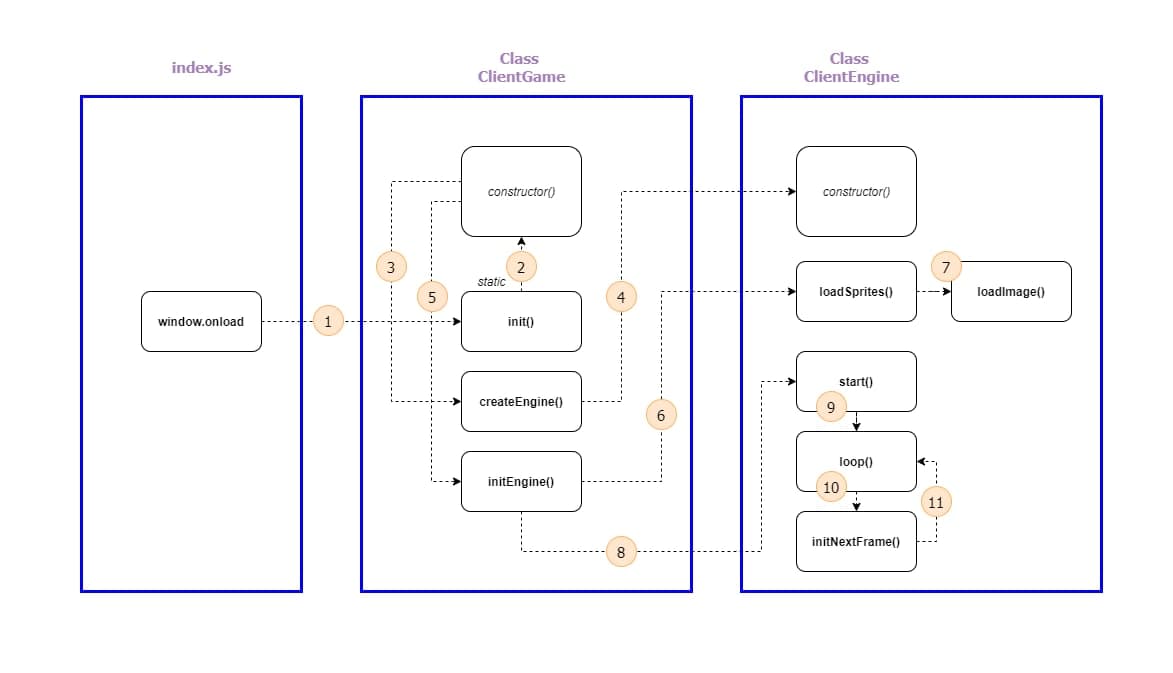 index.js
Class
ClientGame
Class
ClientEngine
constructor()
constructor()
3
2
static
5
4
7
loadSprites()
loadImage()
window.onload
1
init()
createEngine()
6
start()
9
initEngine()
loop()
10
11
8
initNextFrame()